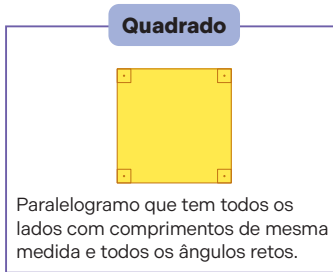 Quadrado
Paralelogramo que tem todos os
lados com comprimentos de mesma
medida e todos os ângulos retos.